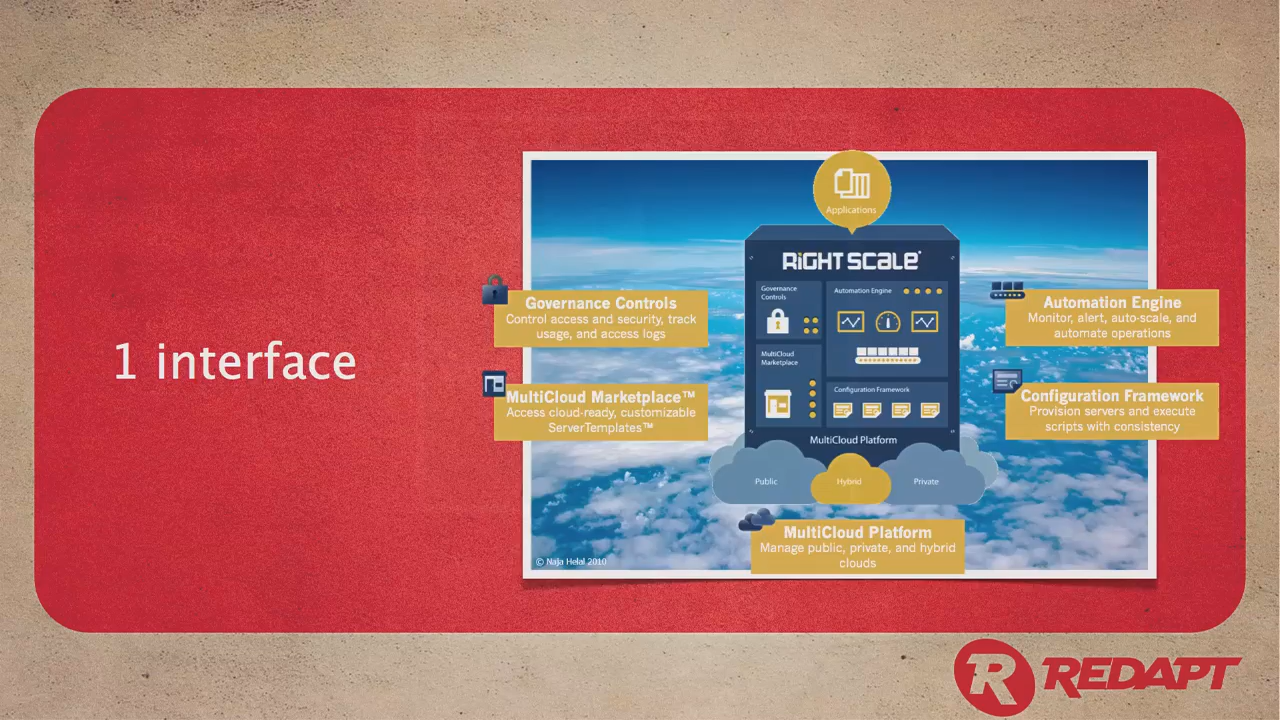 1 interface
Applications
RIGHTSCALE®
Governance
Controls
Automation Engine
MultiCloud
Marketplace
Configuration Framework
MultiCloud Platform
Public
Hybrid
Private
Governance Controls
Control access and security, track
usage, and access logs
MultiCloud Marketplace™
Access cloud-ready, customizable
ServerTemplates™
Automation Engine
Monitor, alert, auto-scale, and
automate operations
Configuration Framework
Provision servers and execute
scripts with consistency
MultiCloud Platform
Manage public, private, and hybrid
clouds
© Naja Helal 2010
R REDAPT